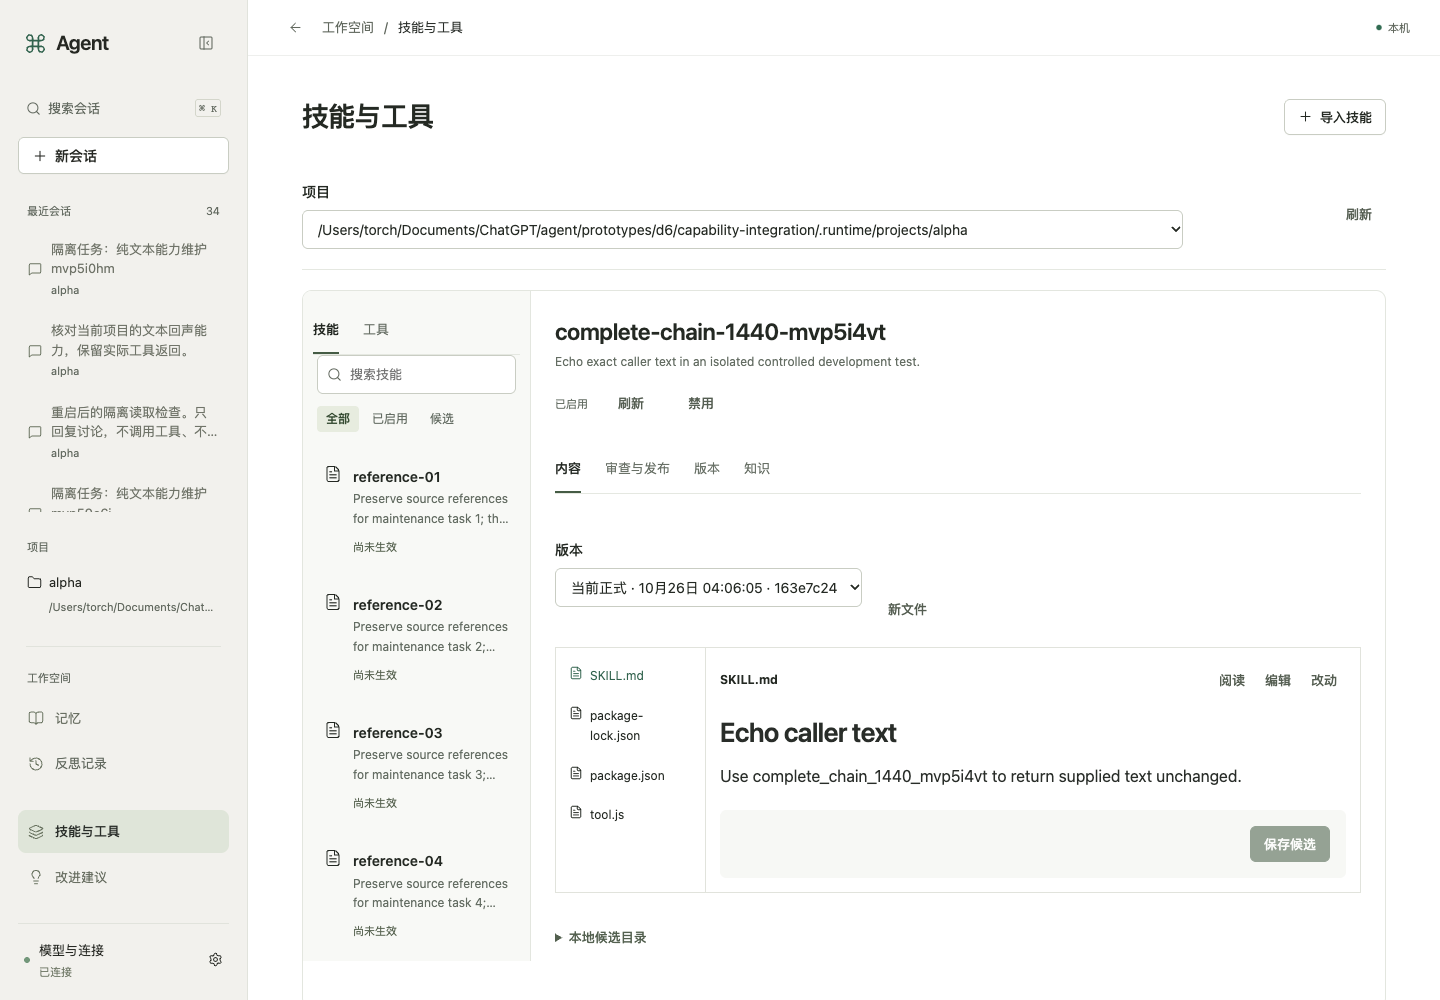 Agent
搜索会话
⌘ K
新会话
最近会话 34
隔离任务：纯文本能力维护
mvp5i0hm
alpha
核对当前项目的文本回声能
力，保留实际工具返回。
alpha
重启后的隔离读取检查。只
回复讨论，不调用工具、不...
alpha
隔离任务：纯文本能力维护
项目
alpha
/Users/torch/Documents/Chat...
工作空间
记忆
反思记录
技能与工具
改进建议
模型与连接
已连接
工作空间 / 技能与工具
本机
技能与工具
导入技能
项目
/Users/torch/Documents/ChatGPT/agent/prototypes/d6/capability-integration/.runtime/projects/alpha
刷新
技能 工具
搜索技能
全部 已启用 候选
reference-01
Preserve source references
for maintenance task 1; th...
尚未生效
reference-02
Preserve source references
for maintenance task 2;...
尚未生效
reference-03
Preserve source references
for maintenance task 3;...
尚未生效
reference-04
Preserve source references
for maintenance task 4;...
尚未生效
complete-chain-1440-mvp5i4vt
Echo exact caller text in an isolated controlled development test.
已启用 刷新 禁用
内容 审查与发布 版本 知识
版本
当前正式 · 10月26日 04:06:05 · 163e7c24
新文件
SKILL.md
package-
lock.json
package.json
tool.js
SKILL.md 阅读 编辑 改动
Echo caller text
Use complete_chain_1440_mvp5i4vt to return supplied text unchanged.
保存候选
本地候选目录